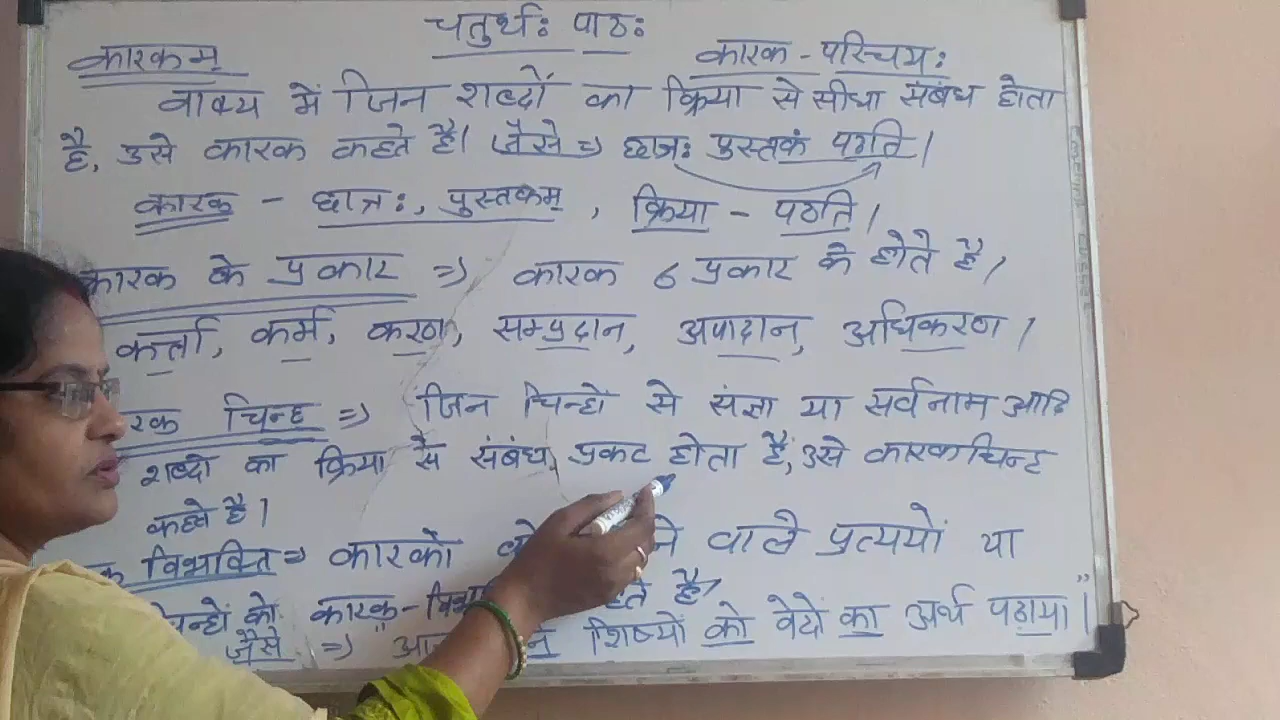 चतुर्थः पाठः
कारकम् कारक - परिचयः
वाक्य में जिन शब्दों का क्रिया से सीधा संबंध होता
है, उसे कारक कहते है। जैसे => छात्रः पुस्तकं पठति।
कारक - छात्रः, पुस्तकम्, क्रिया - पठति।
कारक के प्रकार => कारक 6 प्रकार के होते है।
कर्त्ता, कर्म, करण, सम्प्रदान, अपादान, अधिकरण।
चिन्ह => जिन चिन्हों से संज्ञा या सर्वनाम आदि
शब्दो का क्रिया से संबंध प्रकट होता है, उसे कारक चिन्ह
कहते है।
विभक्ति => कारको वाले प्रत्ययों या
को कारक - है,
जैसे => शिष्यों को वेदो का अर्थ पढ़ाया।"